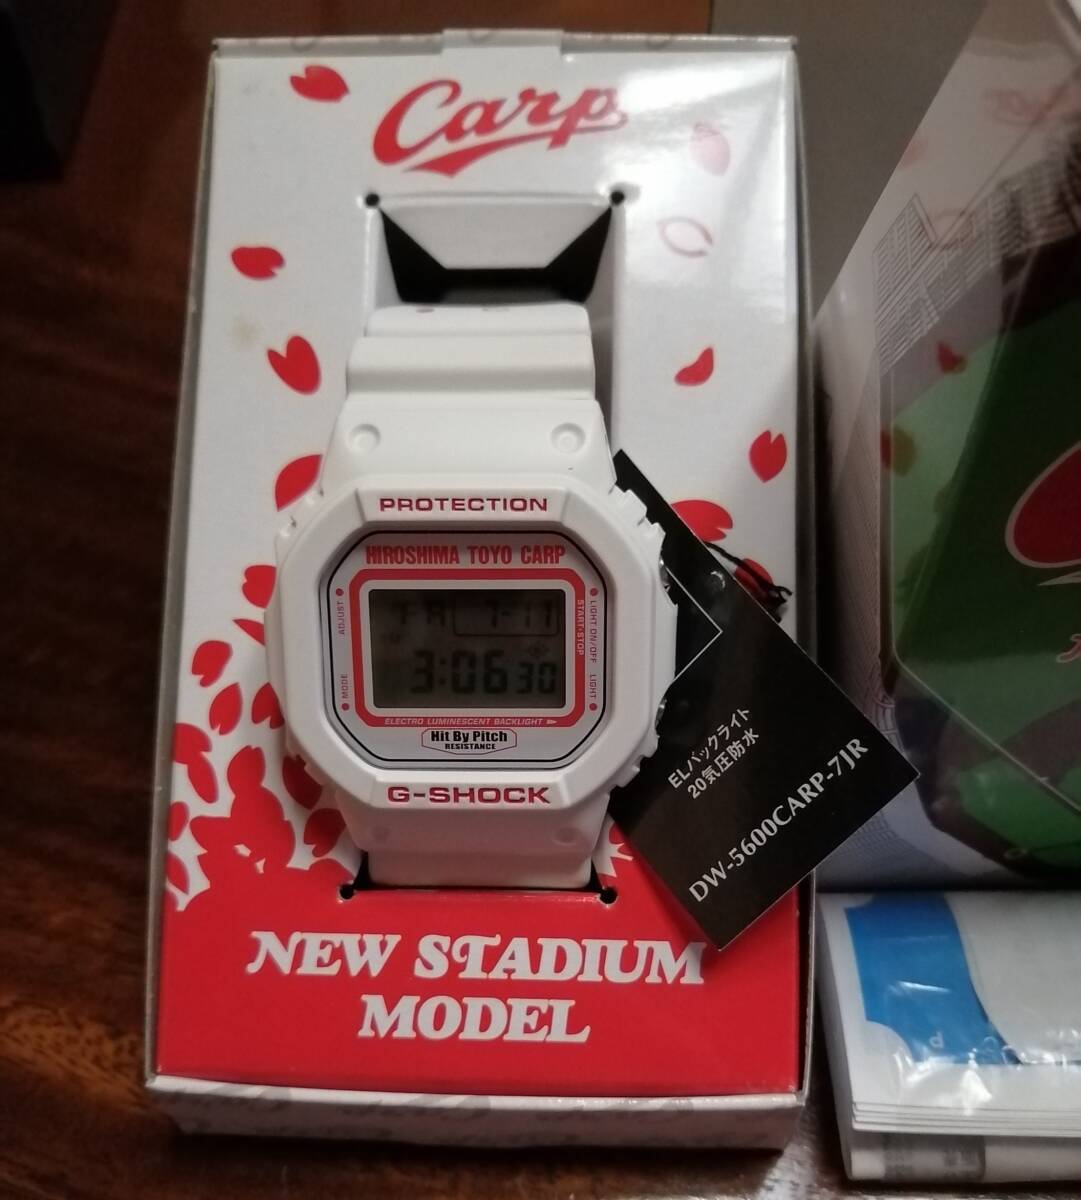 Carp
PROTECTION
HIROSHIMA TOYO CARP
ADJUST
MODE
LIGHT ON/OFF
LIGHT
START·STOP
7-11
3:06 30
ELECTRO LUMINESCENT BACKLIGHT
Hit By Pitch
RESISTANCE
G-SHOCK
ELバックライト
20気圧防水
DW-5600CARP-7JR
NEW STADIUM
MODEL